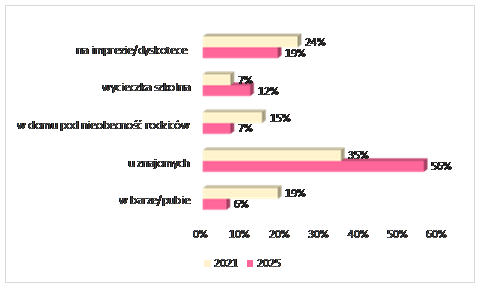 na imprezie/dyskotece 24% 19%
wycieczka szkolna 7% 12%
w domu pod nieobecność rodziców 15% 7%
u znajomych 35% 56%
w barze/pubie 19% 6%
0% 10% 20% 30% 40% 50% 60%
2021 2025